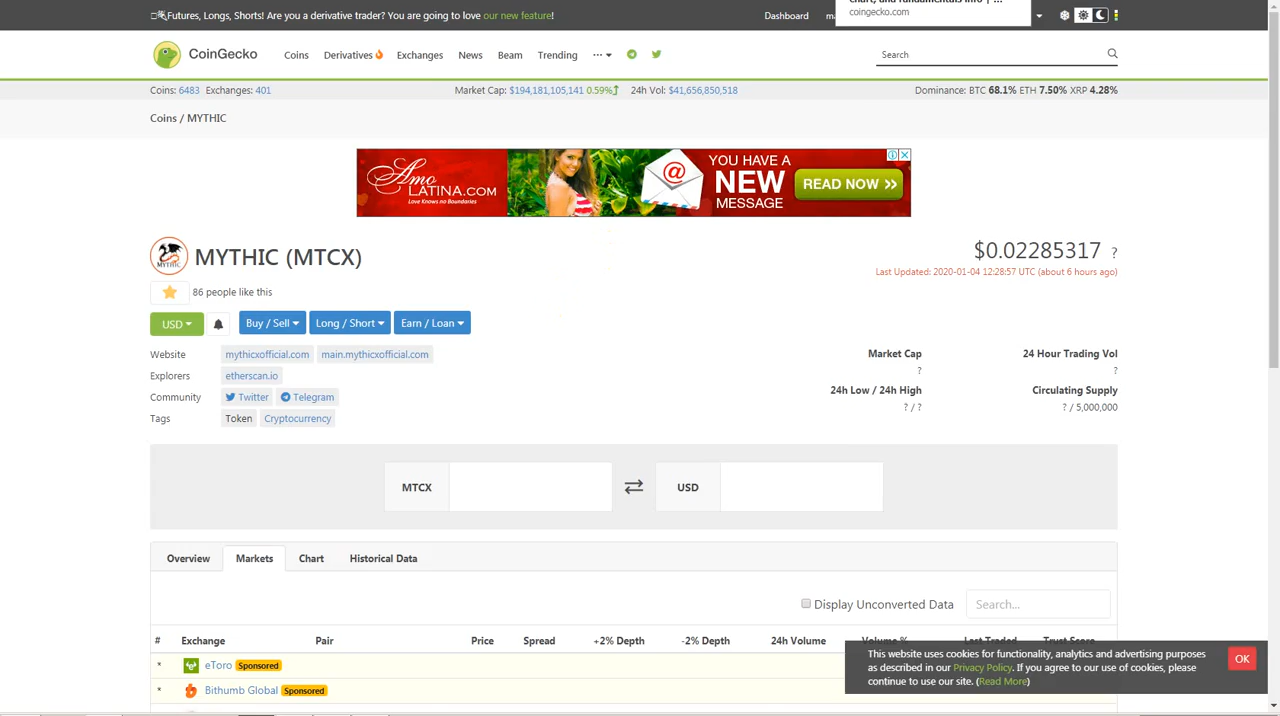 Futures, Longs, Shorts! Are you a derivative trader? You are going to love our new feature!
Dashboard
coingecko.com
CoinGecko
Coins Derivatives Exchanges News Beam Trending ...
Search
Coins: 6483 Exchanges: 401
Market Cap: $194,181,105,141 0.59% 24h Vol: $41,656,850,518
Dominance: BTC 68.1% ETH 7.50% XRP 4.28%
Coins / MYTHIC
Amo
LATINA.COM
Love Knows no Boundaries
@
YOU HAVE A
NEW
MESSAGE
READ NOW >>
MYTHIC
MYTHIC (MTCX)
$0.02285317 ?
Last Updated: 2020-01-04 12:28:57 UTC (about 6 hours ago)
86 people like this
USD
Buy / Sell
Long / Short
Earn / Loan
Website mythicxofficial.com main.mythicxofficial.com
Explorers etherscan.io
Community Twitter Telegram
Tags Token Cryptocurrency
Market Cap
?
24 Hour Trading Vol
?
24h Low / 24h High
? / ?
Circulating Supply
? / 5,000,000
MTCX
USD
Overview Markets Chart Historical Data
Display Unconverted Data
Search...
# Exchange Pair Price Spread +2% Depth -2% Depth 24h Volume Volume % Last Traded Trust Score
* eToro Sponsored
* Bithumb Global Sponsored
This website uses cookies for functionality, analytics and advertising purposes
as described in our Privacy Policy. If you agree to our use of cookies, please
continue to use our site. (Read More)
OK